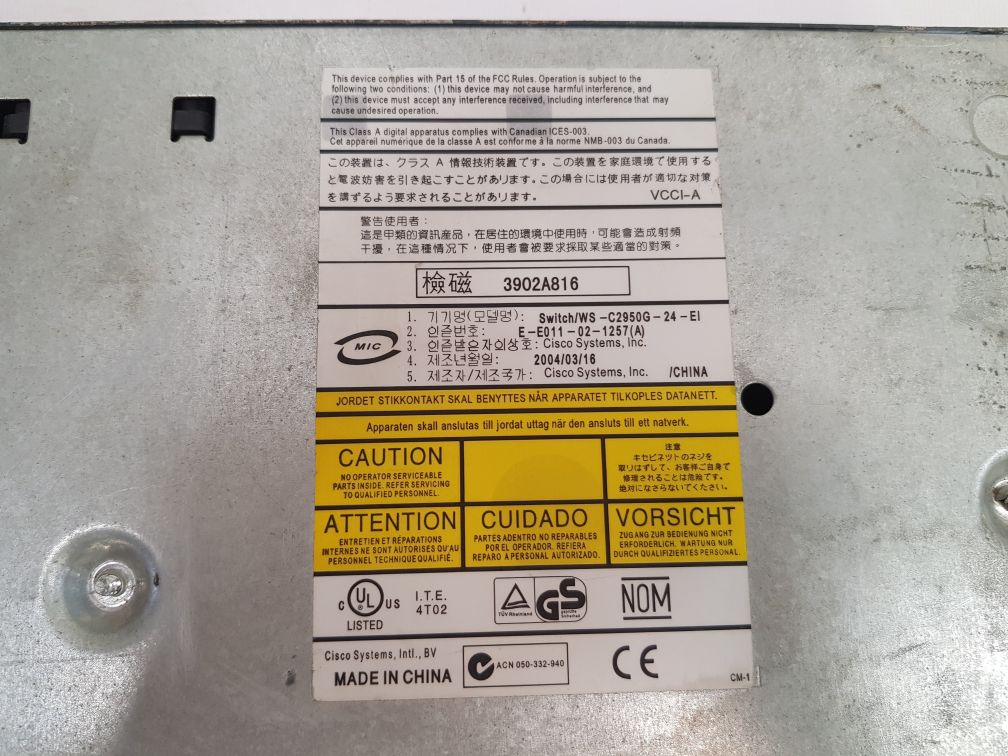 This device complies with Part 15 of the FCC Rules. Operation is subject to the
following two conditions: (1) this device may not cause harmful interference, and
(2) this device must accept any interference received, including interference that may
cause undesired operation.
This Class A digital apparatus complies with Canadian ICES-003.
Cet appareil numérique de la classe A est conforme à la norme NMB-003 du Canada.
この装置は、クラス A 情報技術装置です。この装置を家庭環境で使用する
と電波妨害を引き起こすことがあります。この場合には使用者が適切な対策
を講ずるよう要求されることがあります。 VCCI-A
警告使用者：
這是甲類的資訊產品，在居住的環境中使用時，可能會造成射頻
干擾，在這種情況下，使用者會被要求採取某些適當的對策。
檢磁 3902A816
MIC
1. 기기명(모델명): Switch/WS -C2950G-24-EI
2. 인증번호: E-E011-02-1257(A)
3. 인증받은자의상호: Cisco Systems, Inc.
4. 제조년월일: 2004/03/16
5. 제조자/제조국가: Cisco Systems, Inc. /CHINA
JORDET STIKKONTAKT SKAL BENYTTES NÅR APPARATET TILKOPLES DATANETT.
Apparaten skall anslutas till jordat uttag när den ansluts till ett natverk.
CAUTION
NO OPERATOR SERVICEABLE
PARTS INSIDE. REFER SERVICING
TO QUALIFIED PERSONNEL.
注意
キセビネツトのネジを
取りはずして、お客様ご自身で
修理されることは危険です。
絶対になさらないでください。
ATTENTION
ENTRETIEN ET RÉPARATIONS
INTERNES NE SONT AUTORISES QU'AU
PERSONNEL TECHNIQUE QUALIFIÉ.
CUIDADO
PARTES ADENTRO NO REPARABLES
POR EL OPERADOR. REFIERA
REPARO A PERSONAL AUTORIZADO.
VORSICHT
ZUGANG ZUR BEDIENUNG NICHT
ERFORDERLICH. WARTUNG NUR
DURCH QUALIFIZIERTES PERSONAL.
C UL US
®
LISTED
I.T.E.
4T02
TÜV Rheinland
GS
geprüfte
Sicherheit
NOM
Cisco Systems, Intl., BV
MADE IN CHINA
ACN 050-332-940
CE
CM-1